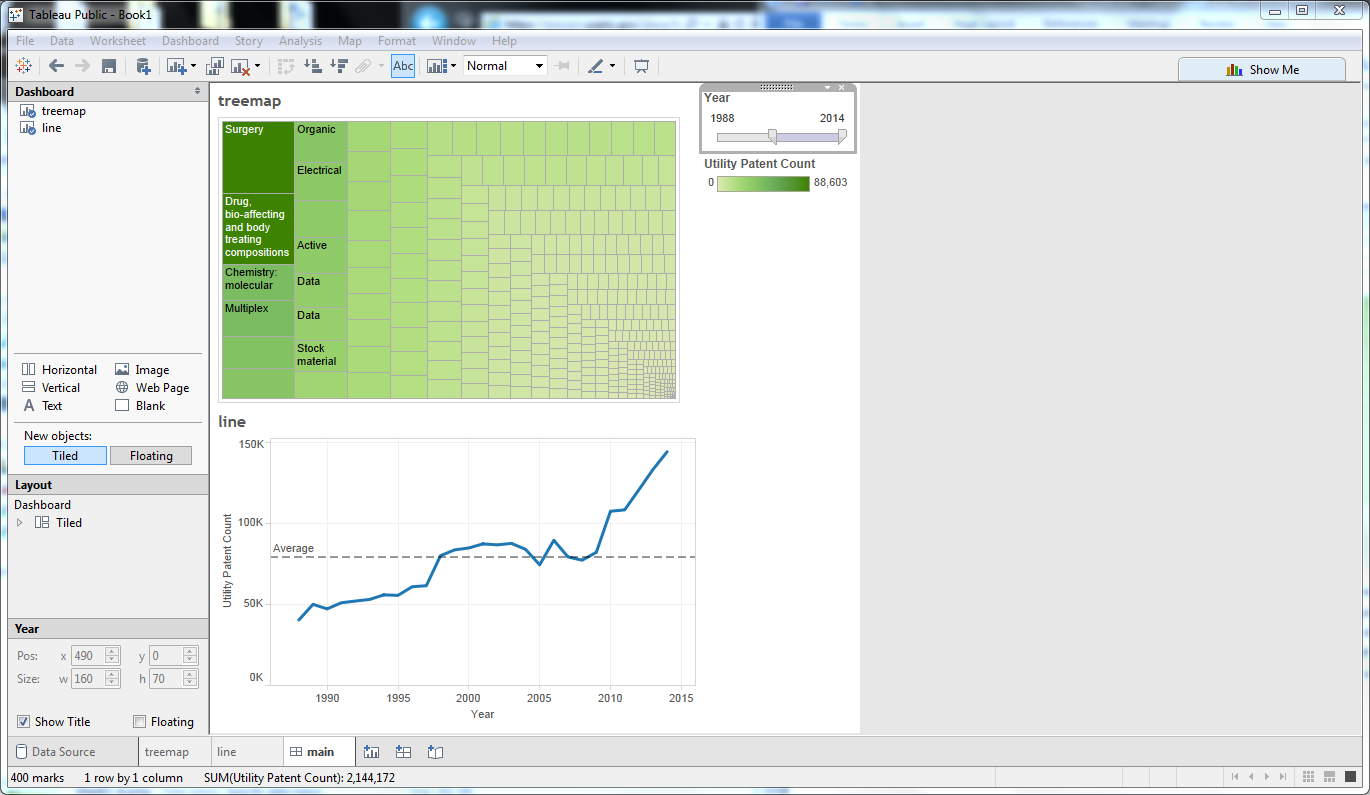 Tableau Public - Book1
File Data Worksheet Dashboard Story Analysis Map Format Window Help
Abc Normal Show Me
Dashboard
treemap
line
Horizontal Image
Vertical Web Page
A Text Blank
New objects:
Tiled Floating
Layout
Dashboard
Tiled
Year
Pos: x 490 y 0
Size: w 160 h 70
Show Title Floating
treemap
Surgery
Drug,
bio-affecting
and body
treating
compositions
Chemistry:
molecular
Multiplex
Organic
Electrical
Active
Data
Data
Stock
material
Year
1988 2014
Utility Patent Count
0 88,603
line
150K
100K
50K
0K
Utility Patent Count
Average
1990 1995 2000 2005 2010 2015
Year
Data Source treemap line main
400 marks 1 row by 1 column SUM(Utility Patent Count): 2,144,172